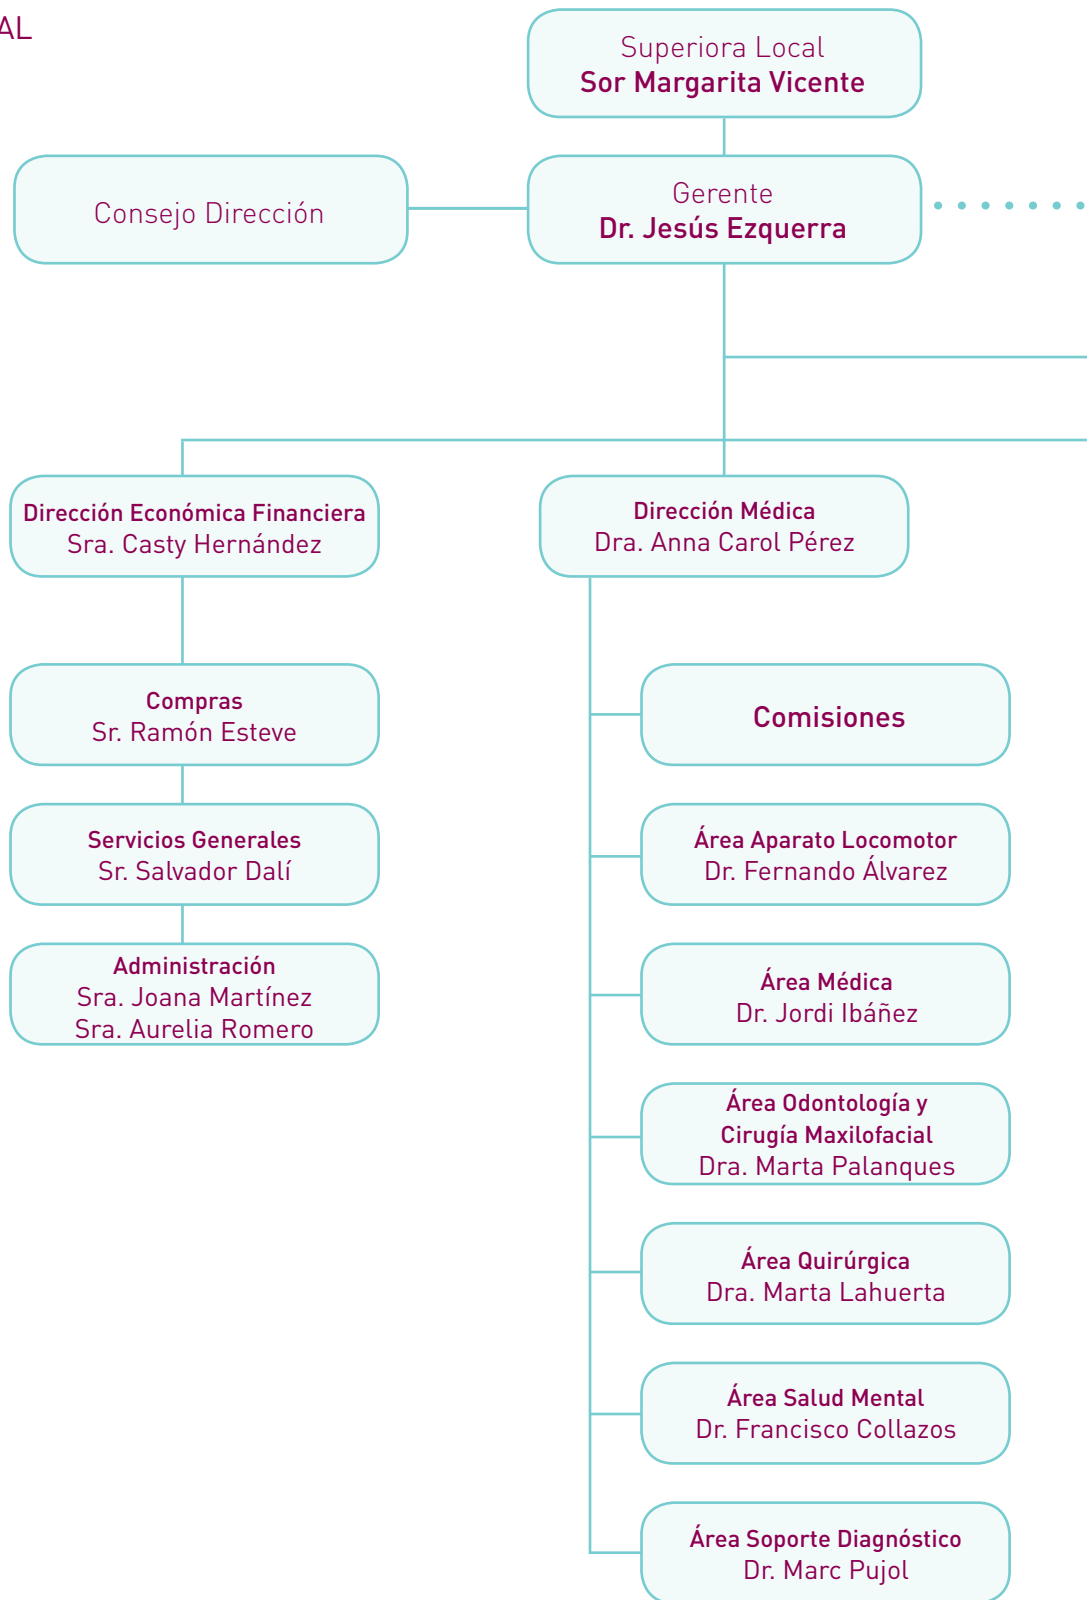 AL
Superiora Local
Sor Margarita Vicente
Consejo Dirección
Gerente
Dr. Jesús Ezquerra
Dirección Económica Financiera
Sra. Casty Hernández
Dirección Médica
Dra. Anna Carol Pérez
Compras
Sr. Ramón Esteve
Servicios Generales
Sr. Salvador Dalí
Administración
Sra. Joana Martínez
Sra. Aurelia Romero
Comisiones
Área Aparato Locomotor
Dr. Fernando Álvarez
Área Médica
Dr. Jordi Ibáñez
Área Odontología y
Cirugía Maxilofacial
Dra. Marta Palanques
Área Quirúrgica
Dra. Marta Lahuerta
Área Salud Mental
Dr. Francisco Collazos
Área Soporte Diagnóstico
Dr. Marc Pujol